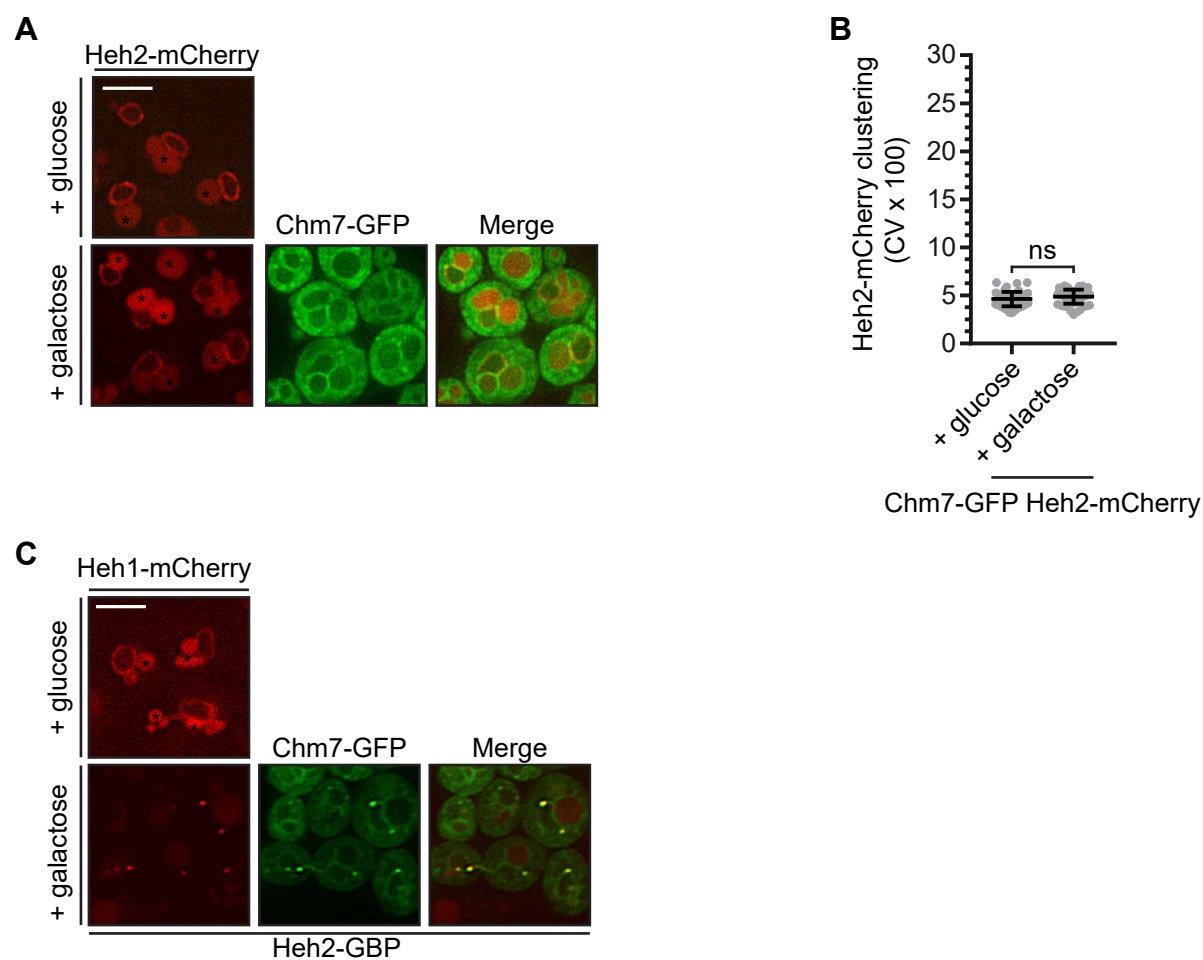 A
Heh2-mCherry
+ glucose
+ galactose
Chm7-GFP
Merge
B
Heh2-mCherry clustering
(CV x 100)
30
25
20
15
10
5
0
ns
+ glucose
+ galactose
Chm7-GFP Heh2-mCherry
C
Heh1-mCherry
+ glucose
+ galactose
Chm7-GFP
Merge
Heh2-GBP